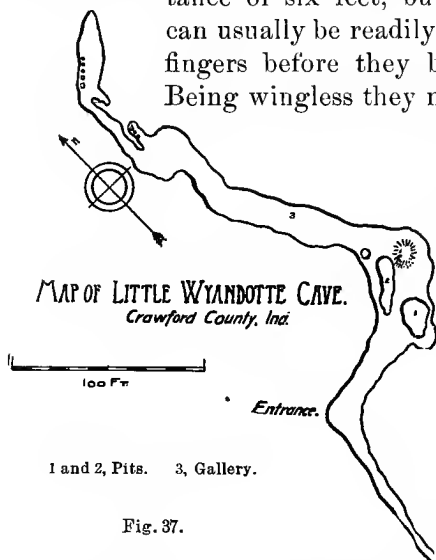 tance of six feet, bu
can usually be readily
fingers before they b
Being wingless they n
n
3
2
1
MAP OF LITTLE WYANDOTTE CAVE.
Crawford County, Ind.
100 FT
Entrance.
1 and 2, Pits. 3, Gallery.
Fig. 37.